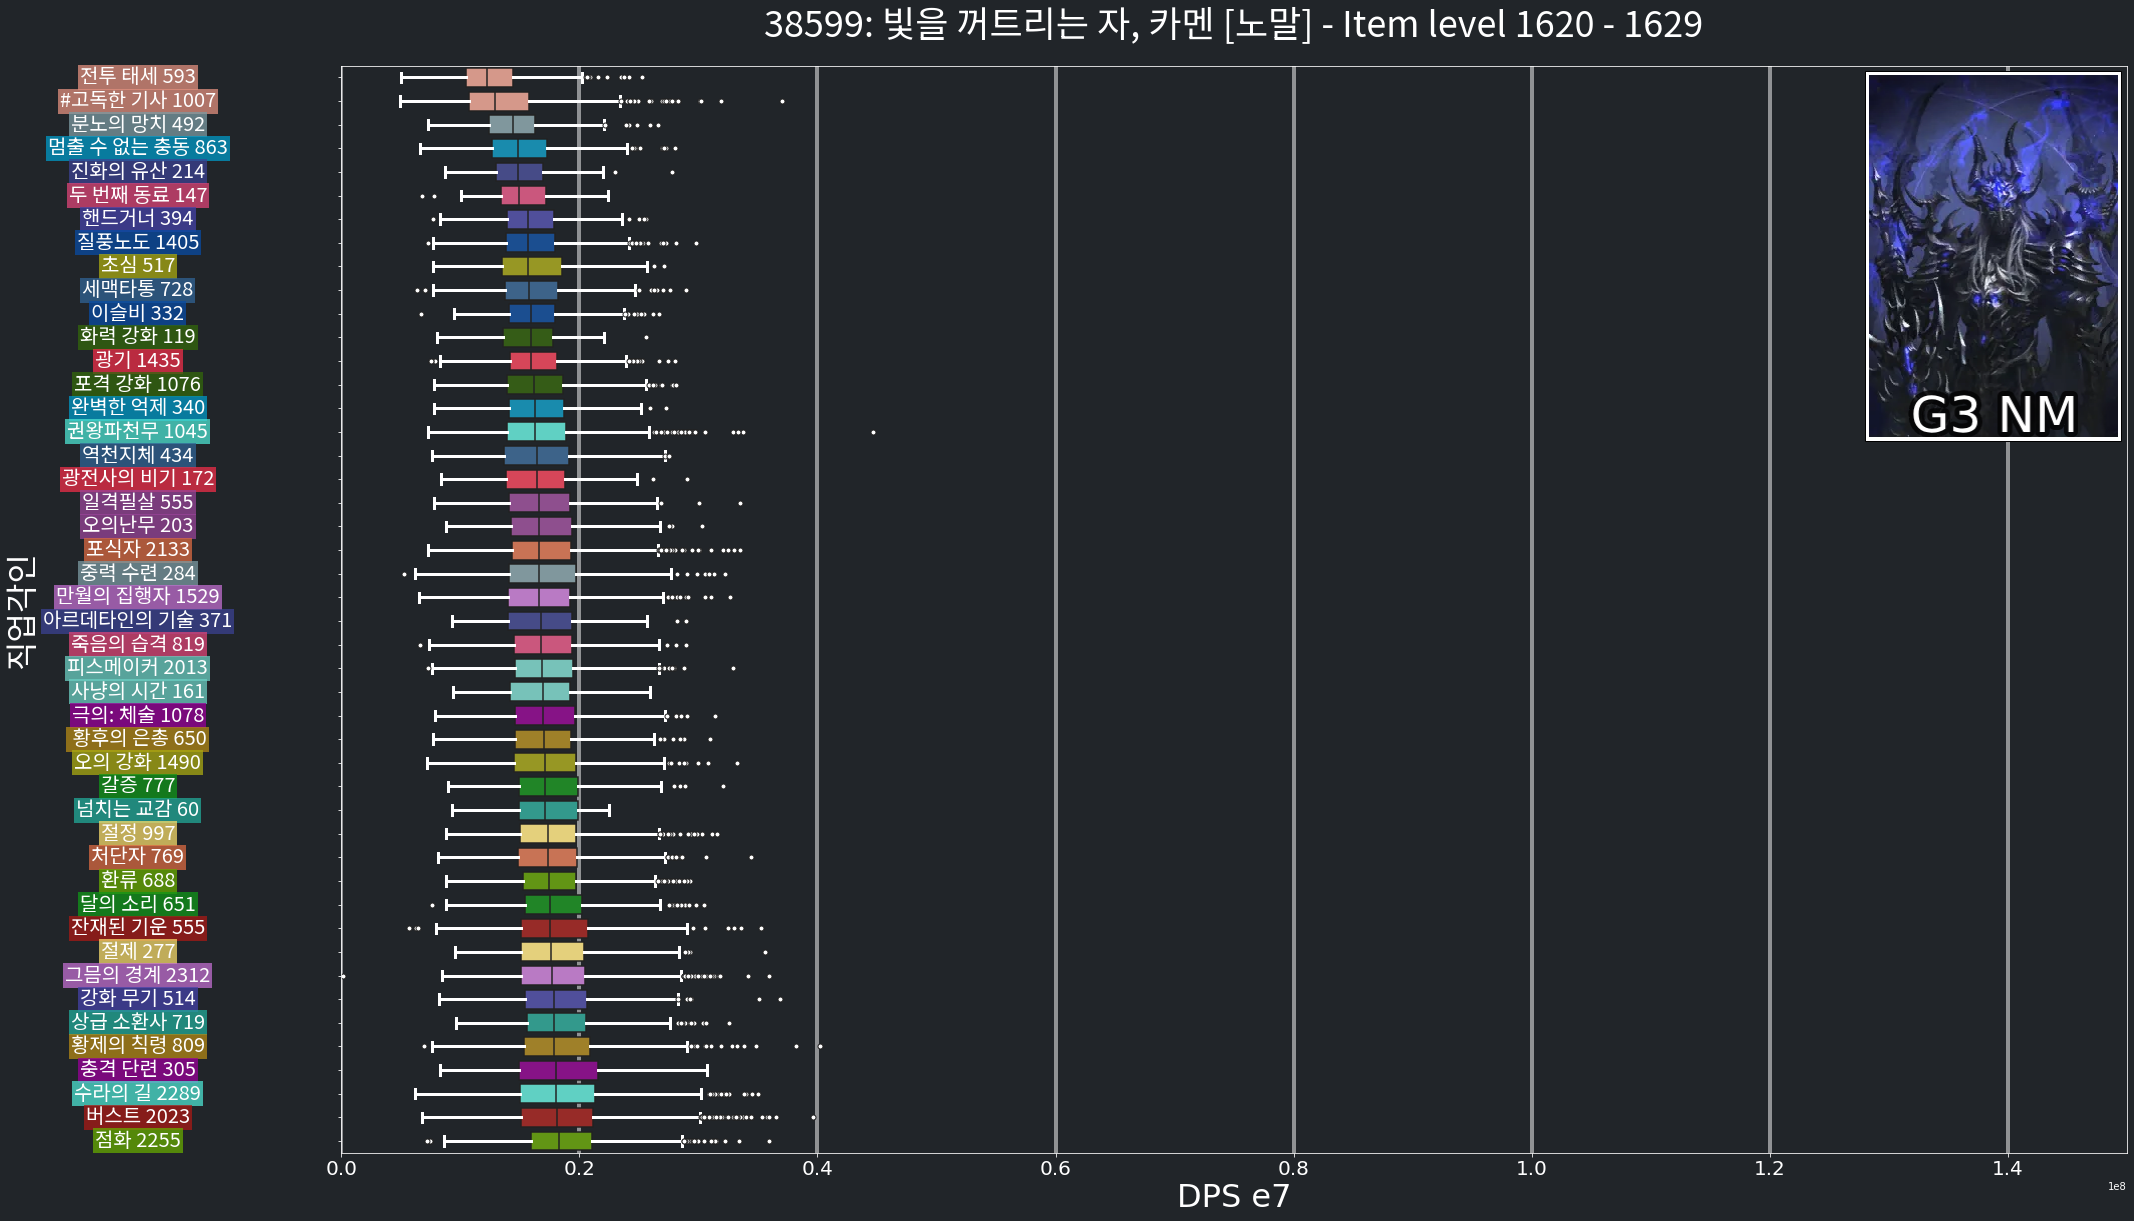 38599: 빛을 꺼트리는 자, 카멘 [노말] - Item level 1620 - 1629
전투 태세 593
#고독한 기사 1007
분노의 망치 492
멈출 수 없는 충동 863
진화의 유산 214
두 번째 동료 147
핸드거너 394
질풍노도 1405
초심 517
세맥타통 728
이슬비 332
화력 강화 119
광기 1435
포격 강화 1076
완벽한 억제 340
권왕파천무 1045
역천지체 434
광전사의 비기 172
일격필살 555
오의난무 203
포식자 2133
중력 수련 284
만월의 집행자 1529
아르데타인의 기술 371
죽음의 습격 819
피스메이커 2013
사냥의 시간 161
극의: 체술 1078
황후의 은총 650
오의 강화 1490
갈증 777
넘치는 교감 60
절정 997
처단자 769
환류 688
달의 소리 651
잔재된 기운 555
절제 277
그믐의 경계 2312
강화 무기 514
상급 소환사 719
황제의 칙령 809
충격 단련 305
수라의 길 2289
버스트 2023
점화 2255
직업각인
G3 NM
0.0 0.2 0.4 0.6 0.8 1.0 1.2 1.4
1e8
DPS e7